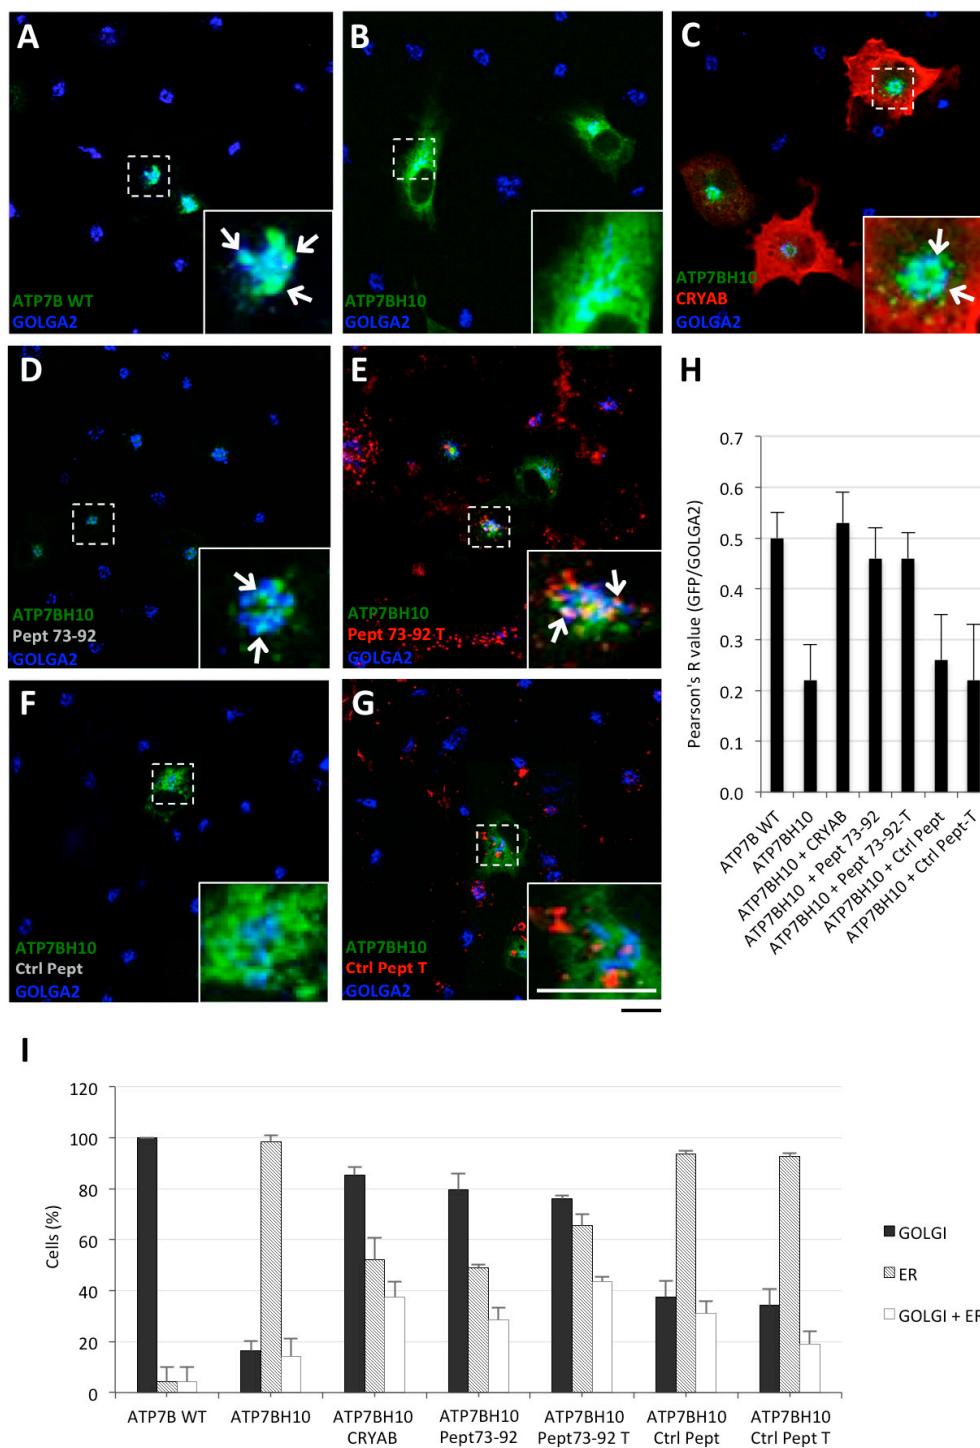 A
ATP7B WT
GOLGA2
B
ATP7BH10
GOLGA2
C
ATP7BH10
CRYAB
GOLGA2
D
ATP7BH10
Pept 73-92
GOLGA2
E
ATP7BH10
Pept 73-92 T
GOLGA2
F
ATP7BH10
Ctrl Pept
GOLGA2
G
ATP7BH10
Ctrl Pept T
GOLGA2
H
Pearson's R value (GFP/GOLGA2)
0.7
0.6
0.5
0.4
0.3
0.2
0.1
0.0
ATP7B WT
ATP7BH10
ATP7BH10 + CRYAB
ATP7BH10 + Pept 73-92
ATP7BH10 + Pept 73-92-T
ATP7BH10 + Ctrl Pept
ATP7BH10 + Ctrl Pept-T
I
Cells (%)
120
100
80
60
40
20
0
ATP7B WT
ATP7BH10
ATP7BH10
CRYAB
ATP7BH10
Pept73-92
ATP7BH10
Pept73-92 T
ATP7BH10
Ctrl Pept
ATP7BH10
Ctrl Pept T
GOLGI
ER
GOLGI + ER